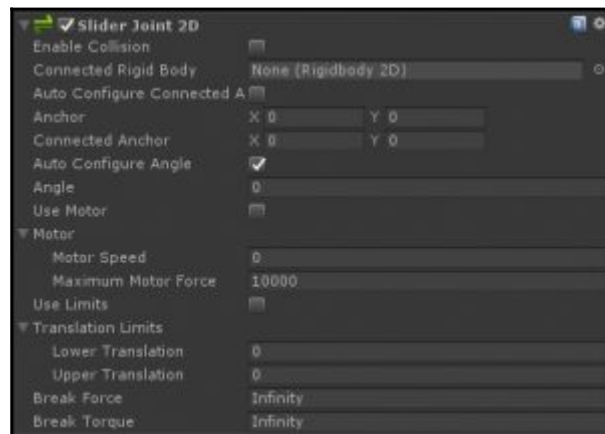 Slider Joint 2D
Enable Collision
Connected Rigid Body None (Rigidbody 2D)
Auto Configure Connected A
Anchor X 0 Y 0
Connected Anchor X 0 Y 0
Auto Configure Angle
Angle 0
Use Motor
Motor
Motor Speed 0
Maximum Motor Force 10000
Use Limits
Translation Limits
Lower Translation 0
Upper Translation 0
Break Force Infinity
Break Torque Infinity